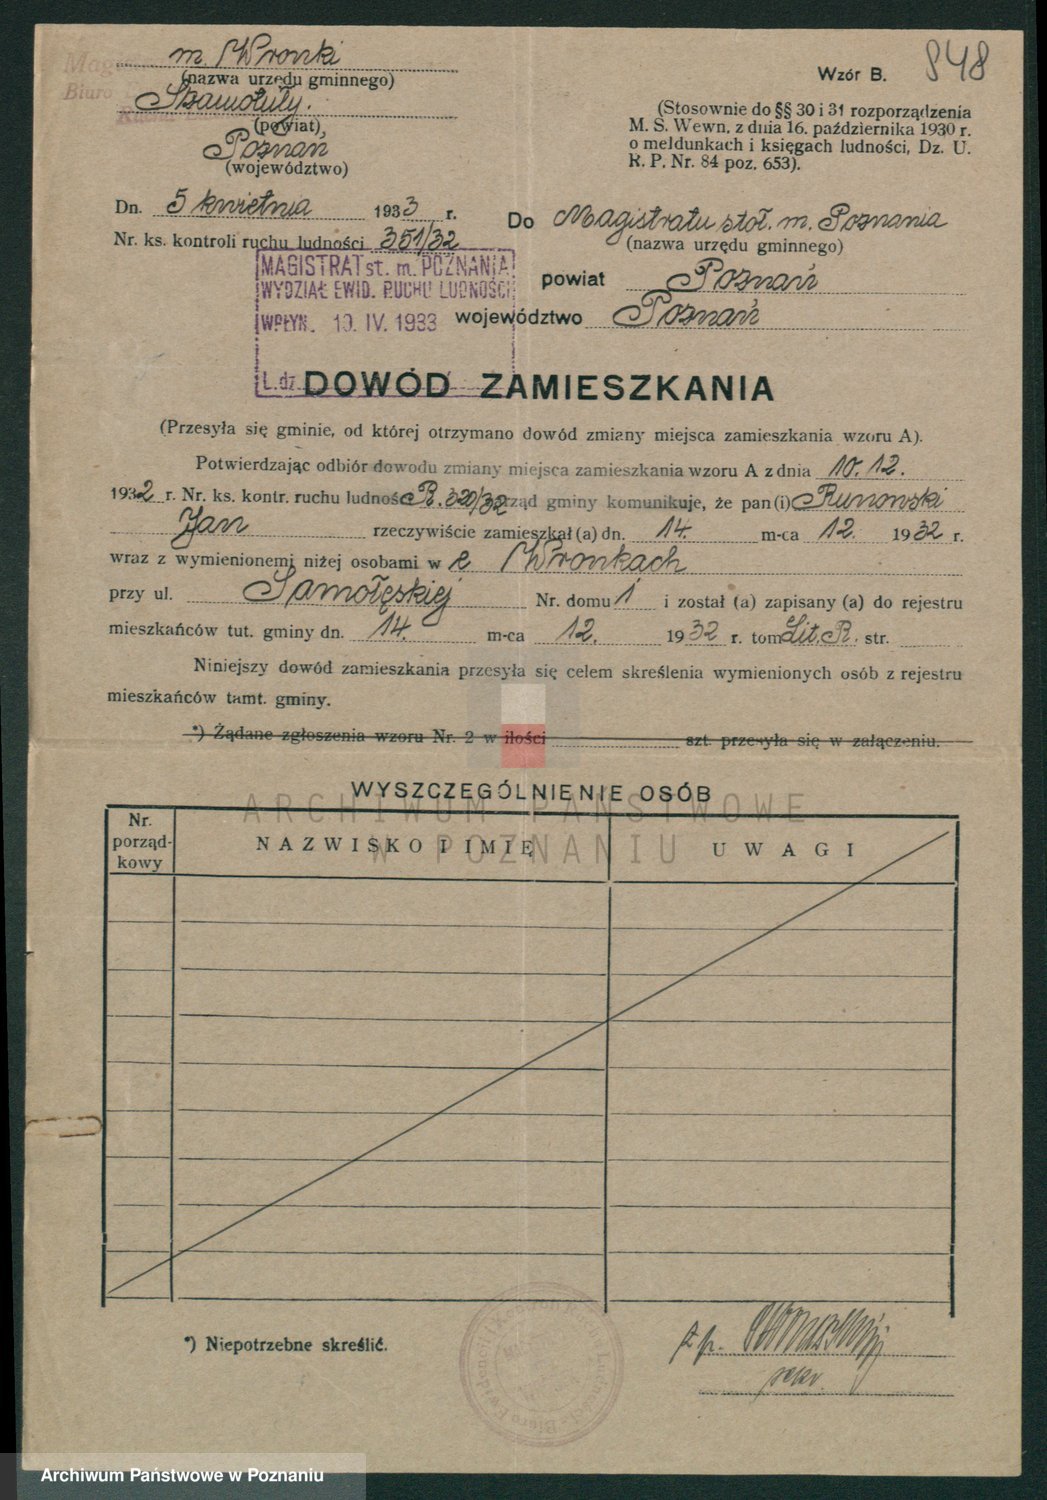 m. Wronki
(nazwa urzędu gminnego)
Biuro
Szamotuły.
(powiat)
Poznań
(województwo)
Wzór B. 848
(Stosownie do §§ 30 i 31 rozporządzenia
M. S. Wewn. z dnia 16. października 1930 r.
o meldunkach i księgach ludności, Dz. U.
R. P. Nr. 84 poz. 653).
Dn. 5 kwietnia 1933 r.
Nr. ks. kontroli ruchu ludności 351/32
Do Magistratu stoł. m. Poznania
(nazwa urzędu gminnego)
powiat Poznań
województwo Poznań
MAGISTRAT st. m. POZNANIA
WYDZIAŁ EWID. RUCHU LUDNOŚCI
WPŁYN. 10. IV. 1933
L. dz.
DOWÓD ZAMIESZKANIA
(Przesyła się gminie, od której otrzymano dowód zmiany miejsca zamieszkania wzoru A).
Potwierdzając odbiór dowodu zmiany miejsca zamieszkania wzoru A z dnia 10. 12.
1932 r. Nr. ks. kontr. ruchu ludności R. 320/32 urząd gminy komunikuje, że pan (i) Runowski
Jan rzeczywiście zamieszkał (a) dn. 14. m-ca 12. 1932 r.
wraz z wymienionemi niżej osobami w e Wronkach
przy ul. Samołęskiej Nr. domu 1 i został (a) zapisany (a) do rejestru
mieszkańców tut. gminy dn. 14. m-ca 12. 1932 r. tom Lit. R. str.
Niniejszy dowód zamieszkania przesyła się celem skreślenia wymienionych osób z rejestru
mieszkańców tamt. gminy.
*) Żądane zgłoszenia wzoru Nr. 2 w ilości szt. przesyła się w załączeniu.
WYSZCZEGÓLNIENIE OSÓB
ARCHIWUM PAŃSTWOWE
W POZNANIU
Nr. porząd-kowy
NAZWISKO I IMIĘ
UWAGI
*) Niepotrzebne skreślić.
z p.
sekr.
Archiwum Państwowe w Poznaniu